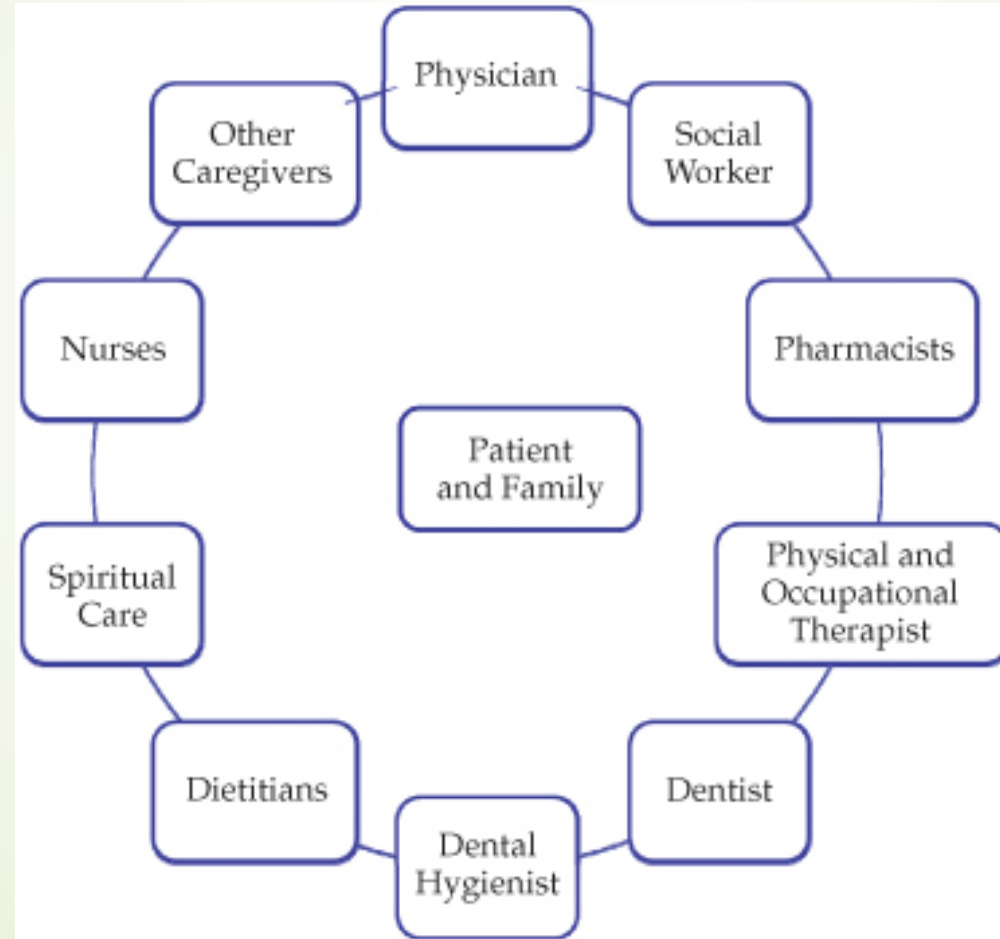 Physician
Other
Caregivers
Social
Worker
Nurses
Pharmacists
Patient
and Family
Spiritual
Care
Physical and
Occupational
Therapist
Dietitians
Dentist
Dental
Hygienist